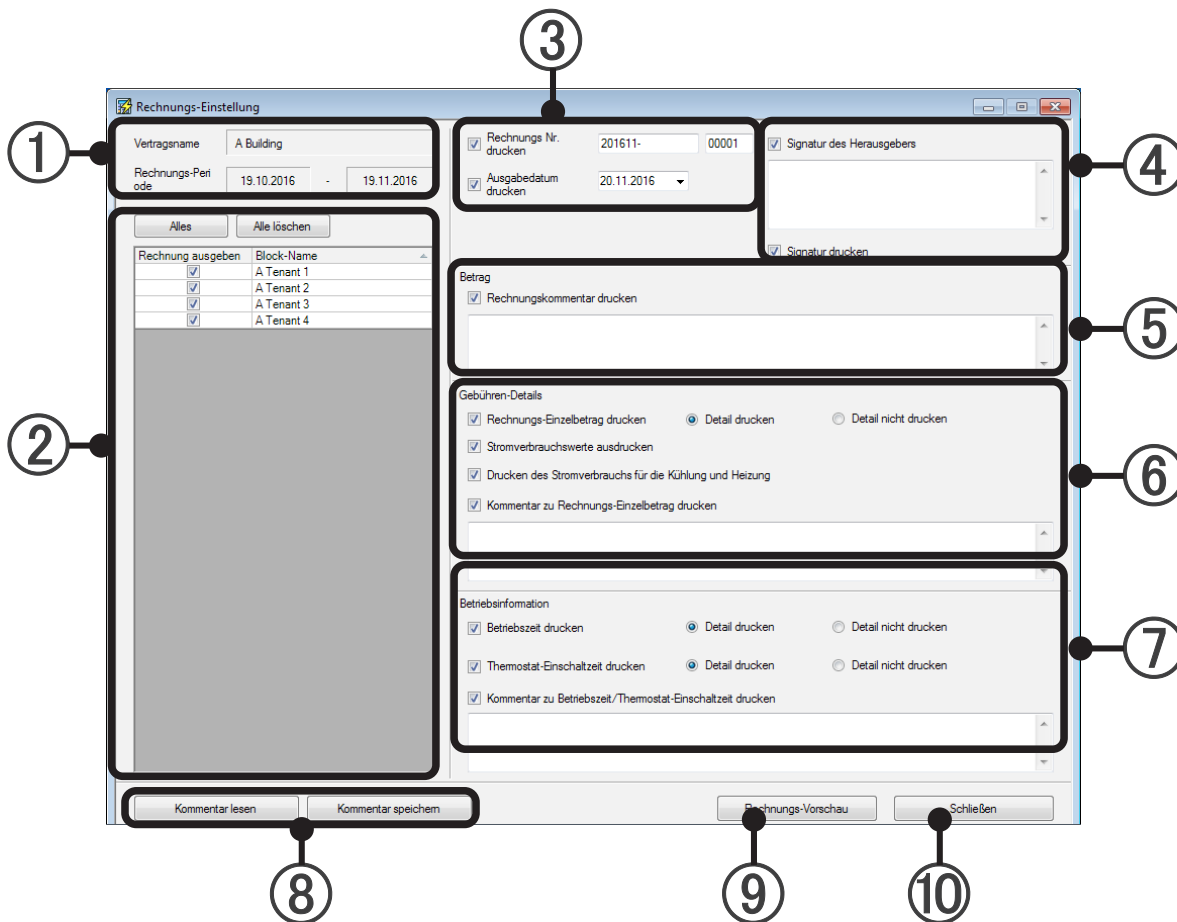 ③
Rechnungs-Einstellung
①
Vertragsname A Building
Rechnungs-Peri
ode
19.10.2016 - 19.11.2016
Rechnungs Nr.
drucken
201611- 00001
Ausgabedatum
drucken
20.11.2016
Signatur des Herausgebers
④
Signatur drucken
②
Alles Alle löschen
Rechnung ausgeben Block-Name
A Tenant 1
A Tenant 2
A Tenant 3
A Tenant 4
Betrag
Rechnungskommentar drucken
⑤
Gebühren-Details
Rechnungs-Einzelbetrag drucken Detail drucken Detail nicht drucken
Stromverbrauchswerte ausdrucken
Drucken des Stromverbrauchs für die Kühlung und Heizung
⑥
Kommentar zu Rechnungs-Einzelbetrag drucken
Betriebsinformation
Betriebszeit drucken Detail drucken Detail nicht drucken
⑦
Thermostat-Einschaltzeit drucken Detail drucken Detail nicht drucken
Kommentar zu Betriebszeit/Thermostat-Einschaltzeit drucken
Kommentar lesen Kommentar speichern Rechnungs-Vorschau Schließen
⑧ ⑨ ⑩